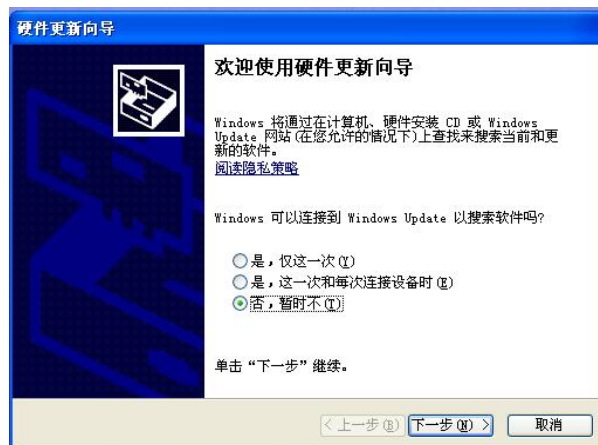 硬件更新向导
欢迎使用硬件更新向导
Windows 将通过在计算机、硬件安装 CD 或 Windows
Update 网站(在您允许的情况下)上查找来搜索当前和更
新的软件。
阅读隐私策略
Windows 可以连接到 Windows Update 以搜索软件吗?
是，仅这一次(Y)
是，这一次和每次连接设备时(E)
否，暂时不(T)
单击“下一步”继续。
< 上一步(B) 下一步(N) > 取消